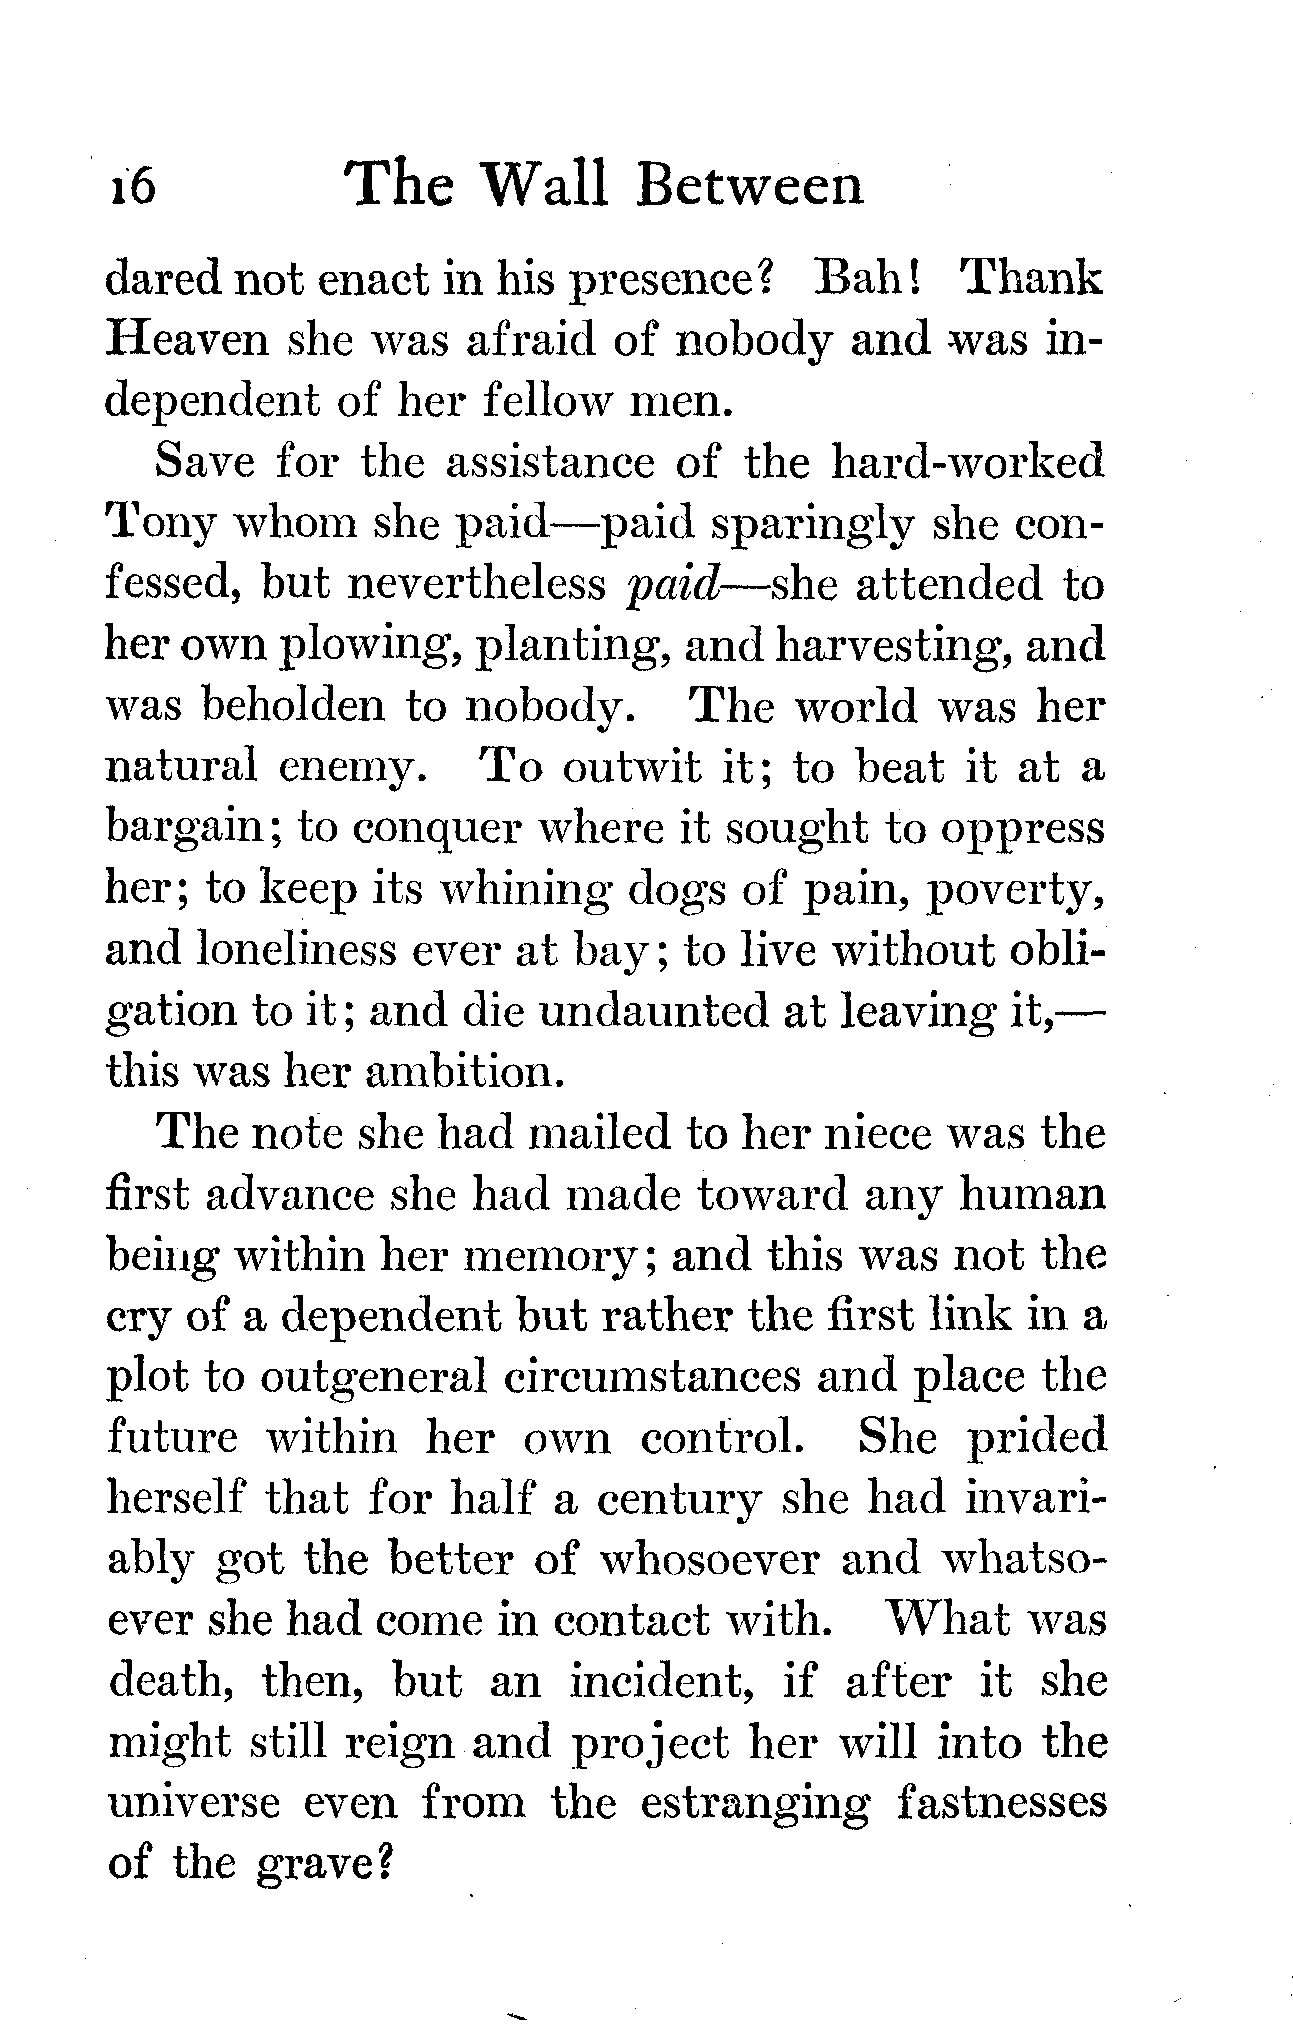 16 The Wall Between
dared not enact in his presence? Bah! Thank
Heaven she was afraid of nobody and was in-
dependent of her fellow men.
Save for the assistance of the hard-worked
Tony whom she paid—paid sparingly she con-
fessed, but nevertheless paid—she attended to
her own plowing, planting, and harvesting, and
was beholden to nobody. The world was her
natural enemy. To outwit it; to beat it at a
bargain; to conquer where it sought to oppress
her; to keep its whining dogs of pain, poverty,
and loneliness ever at bay; to live without obli-
gation to it; and die undaunted at leaving it,—
this was her ambition.
The note she had mailed to her niece was the
first advance she had made toward any human
being within her memory; and this was not the
cry of a dependent but rather the first link in a
plot to outgeneral circumstances and place the
future within her own control. She prided
herself that for half a century she had invari-
ably got the better of whosoever and whatso-
ever she had come in contact with. What was
death, then, but an incident, if after it she
might still reign and project her will into the
universe even from the estranging fastnesses
of the grave?